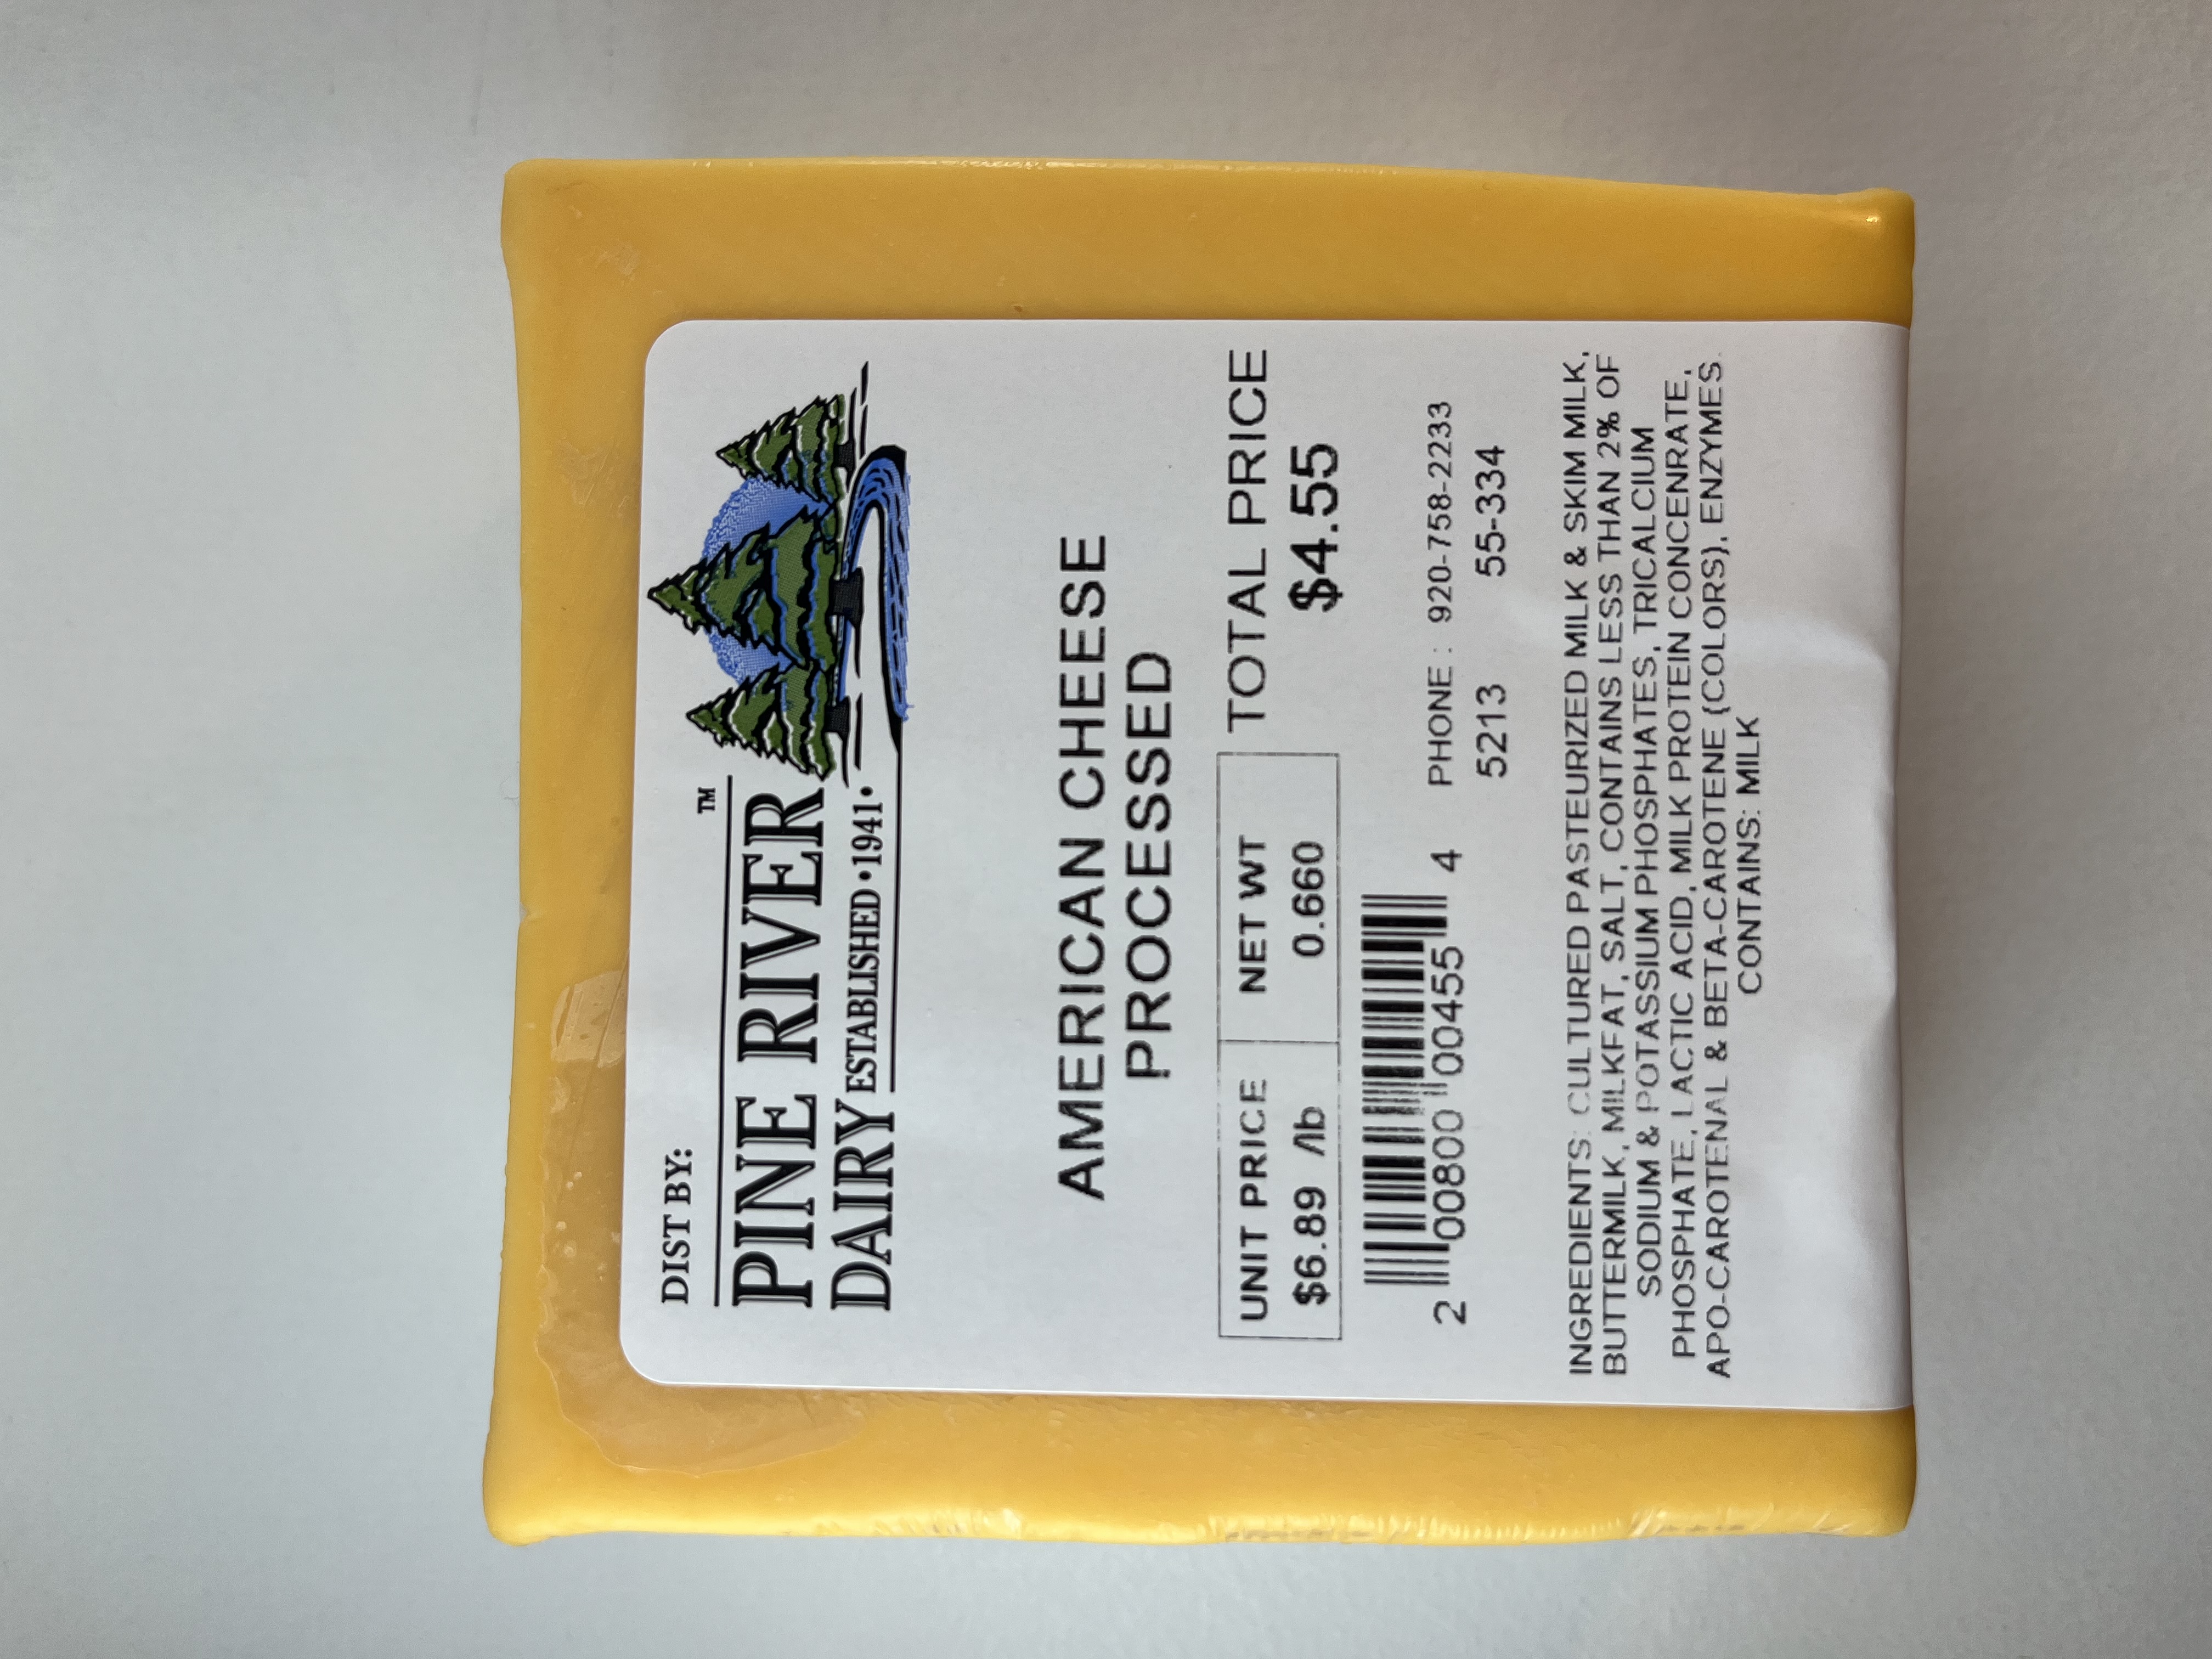 DIST BY:
PINE RIVER™
DAIRY ESTABLISHED • 1941 •
AMERICAN CHEESE
PROCESSED
UNIT PRICE NET WT TOTAL PRICE
$6.89 /lb 0.660 $4.55
2 00800 00455 4
PHONE : 920-758-2233
5213 55-334
INGREDIENTS: CULTURED PASTEURIZED MILK & SKIM MILK,
BUTTERMILK, MILKFAT, SALT, CONTAINS LESS THAN 2% OF
SODIUM & POTASSIUM PHOSPHATES, TRICALCIUM
PHOSPHATE, LACTIC ACID, MILK PROTEIN CONCENRATE,
APO-CAROTENAL & BETA-CAROTENE (COLORS), ENZYMES.
CONTAINS: MILK